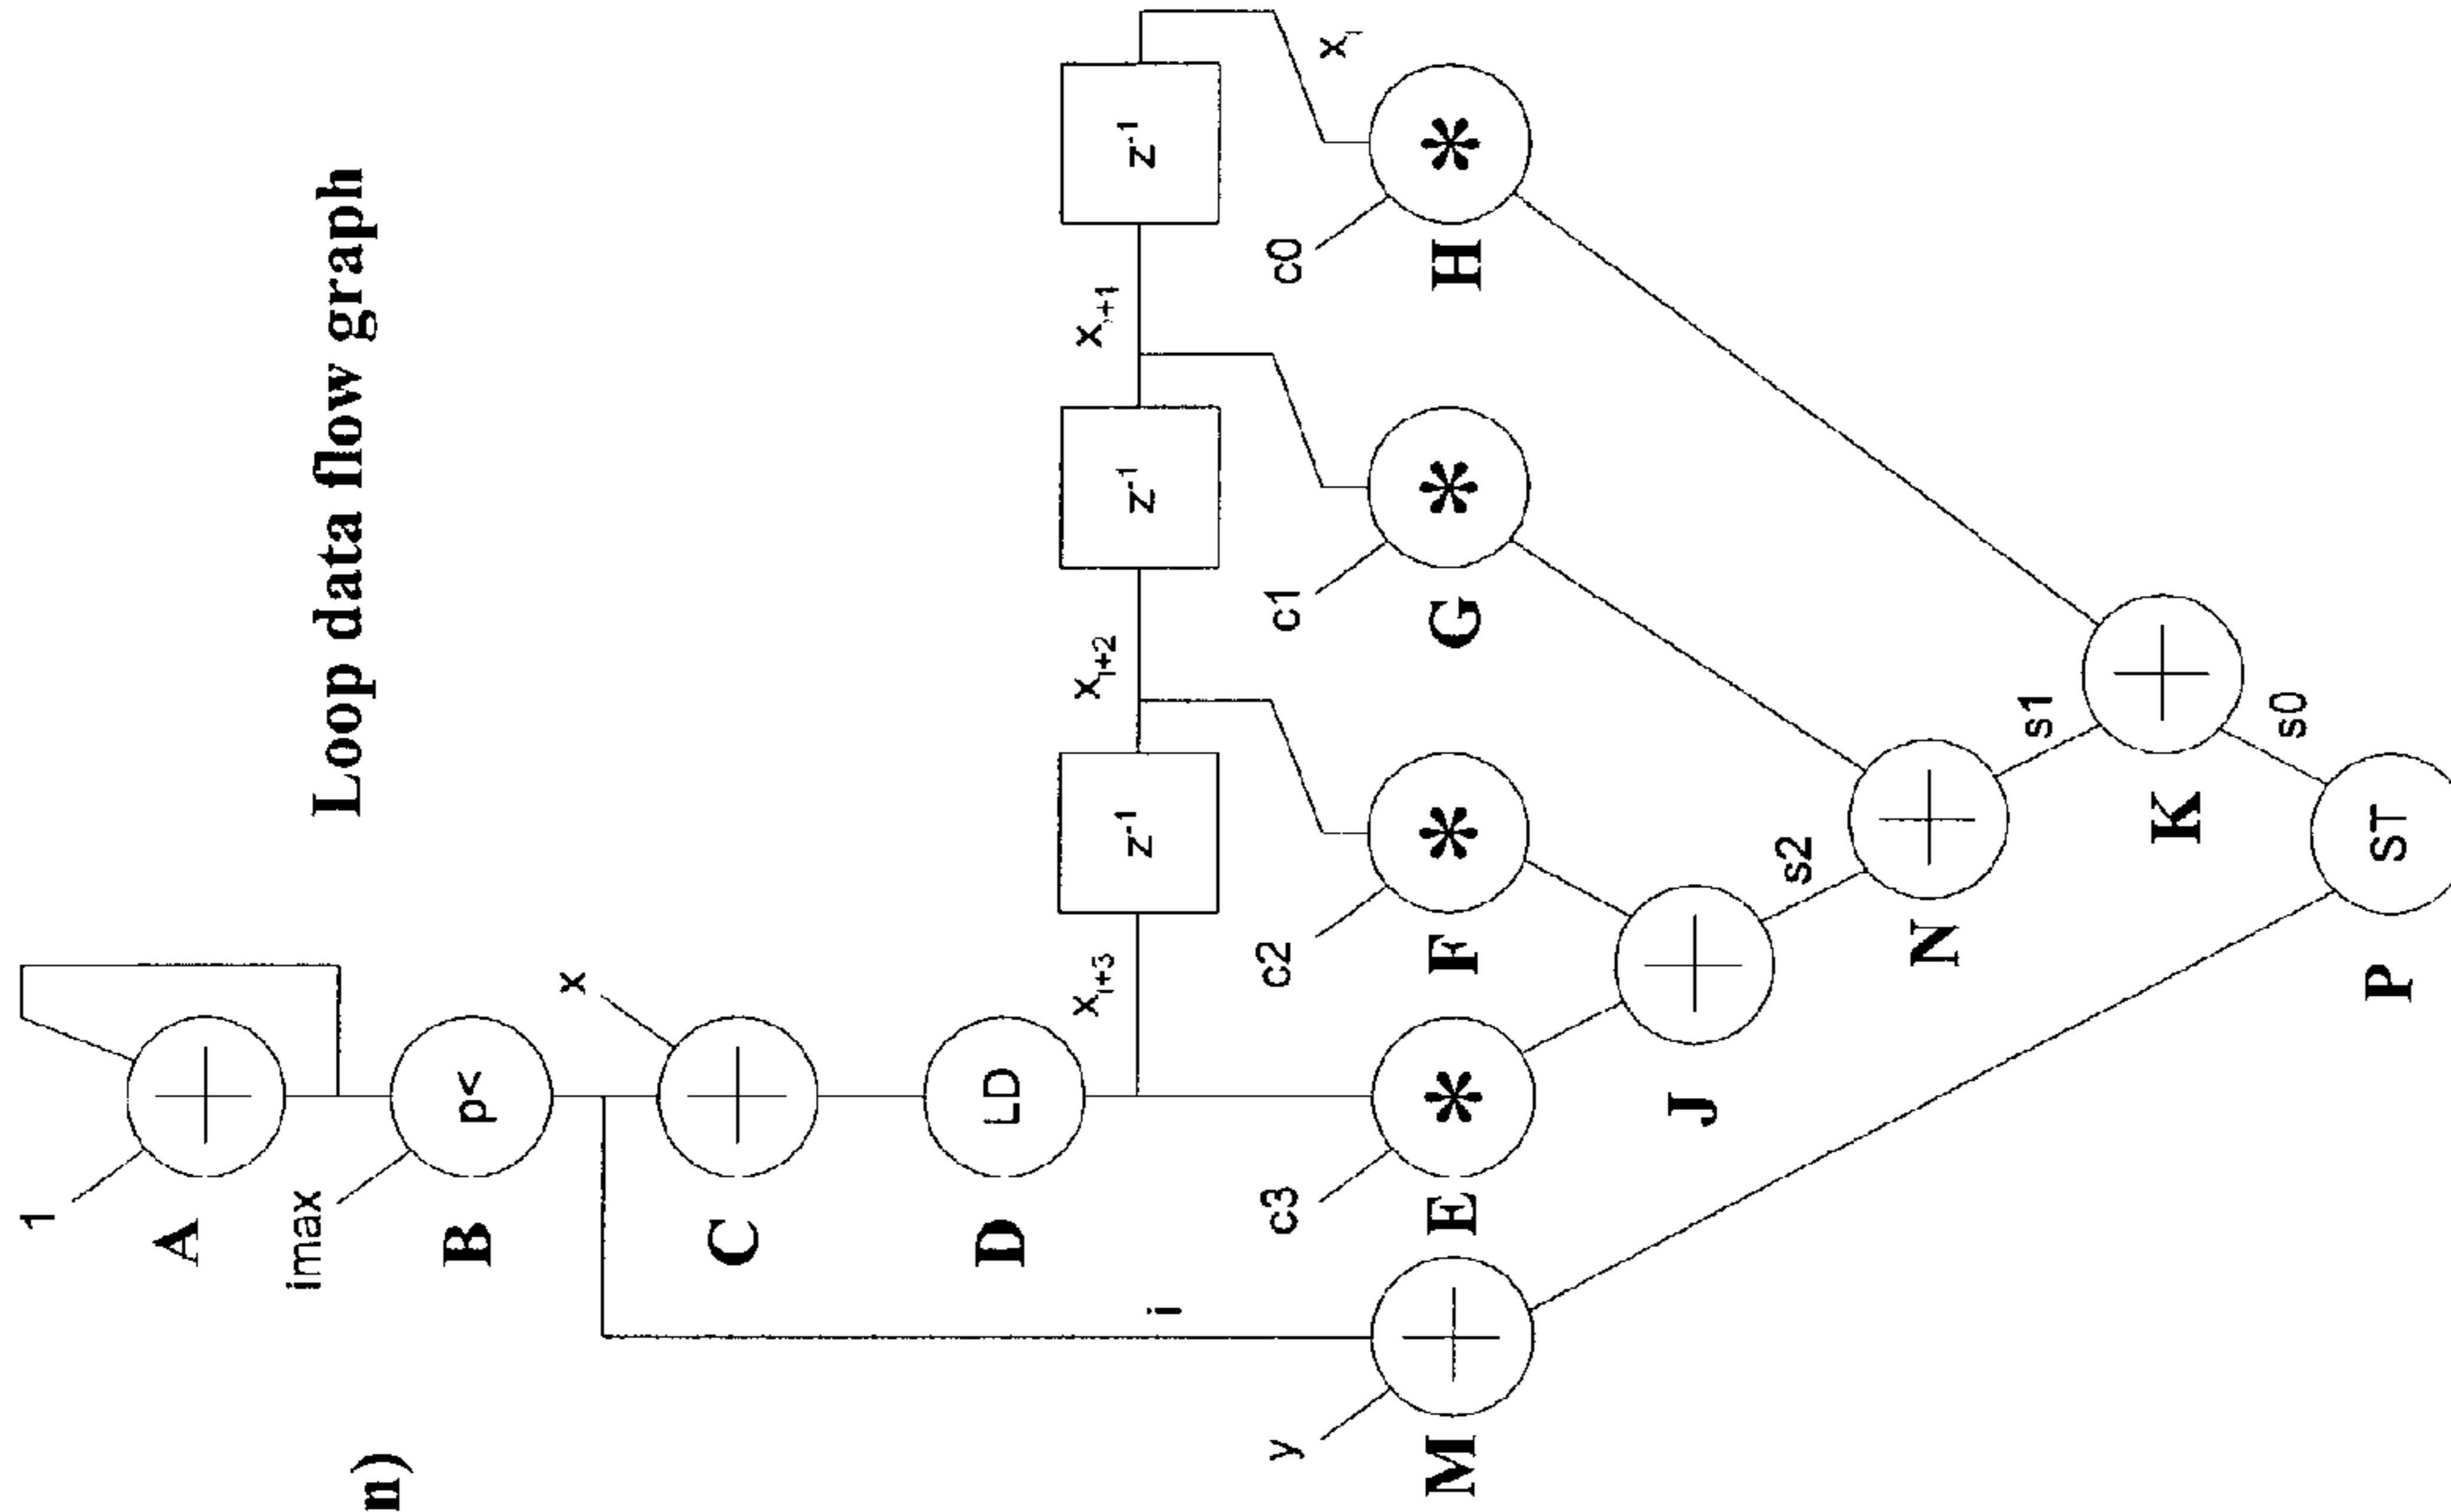 Loop data flow graph
n)
1
A
imax
p<
B
x
C
LD
D
i
x_{i+3}
z^{-1}
x_{i+2}
z^{-1}
x_{i+1}
z^{-1}
x_i
y
M
c3
*
E
c2
*
F
c1
*
G
c0
*
H
J
s2
N
s1
K
s0
ST
P